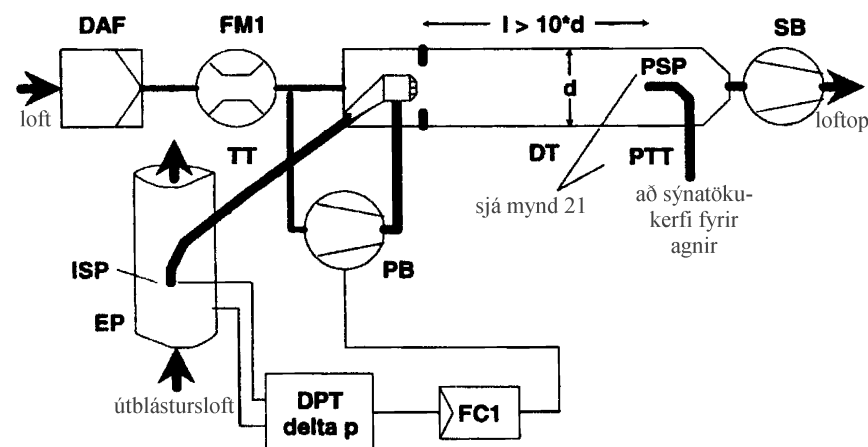 DAF
FM1
l > 10*d
SB
loft
d
PSP
loftop
TT
DT
PTT
sjá mynd 21
að sýnatöku-
kerfi fyrir
agnir
ISP
PB
EP
útblástursloft
DPT
delta p
FC1